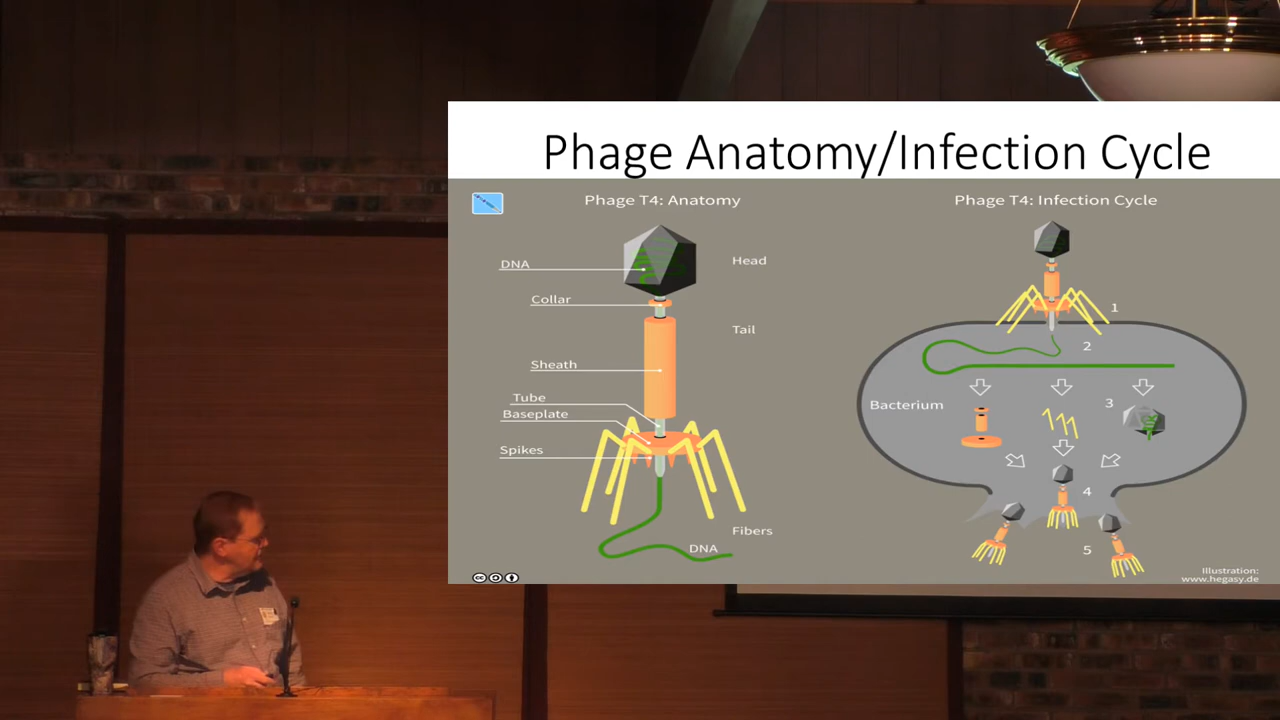 Phage Anatomy/Infection Cycle
Phage T4: Anatomy
DNA
Head
Collar
Tail
Sheath
Tube
Baseplate
Spikes
Fibers
DNA
Phage T4: Infection Cycle
1
2
Bacterium
3
4
5
Illustration:
www.hegasy.de